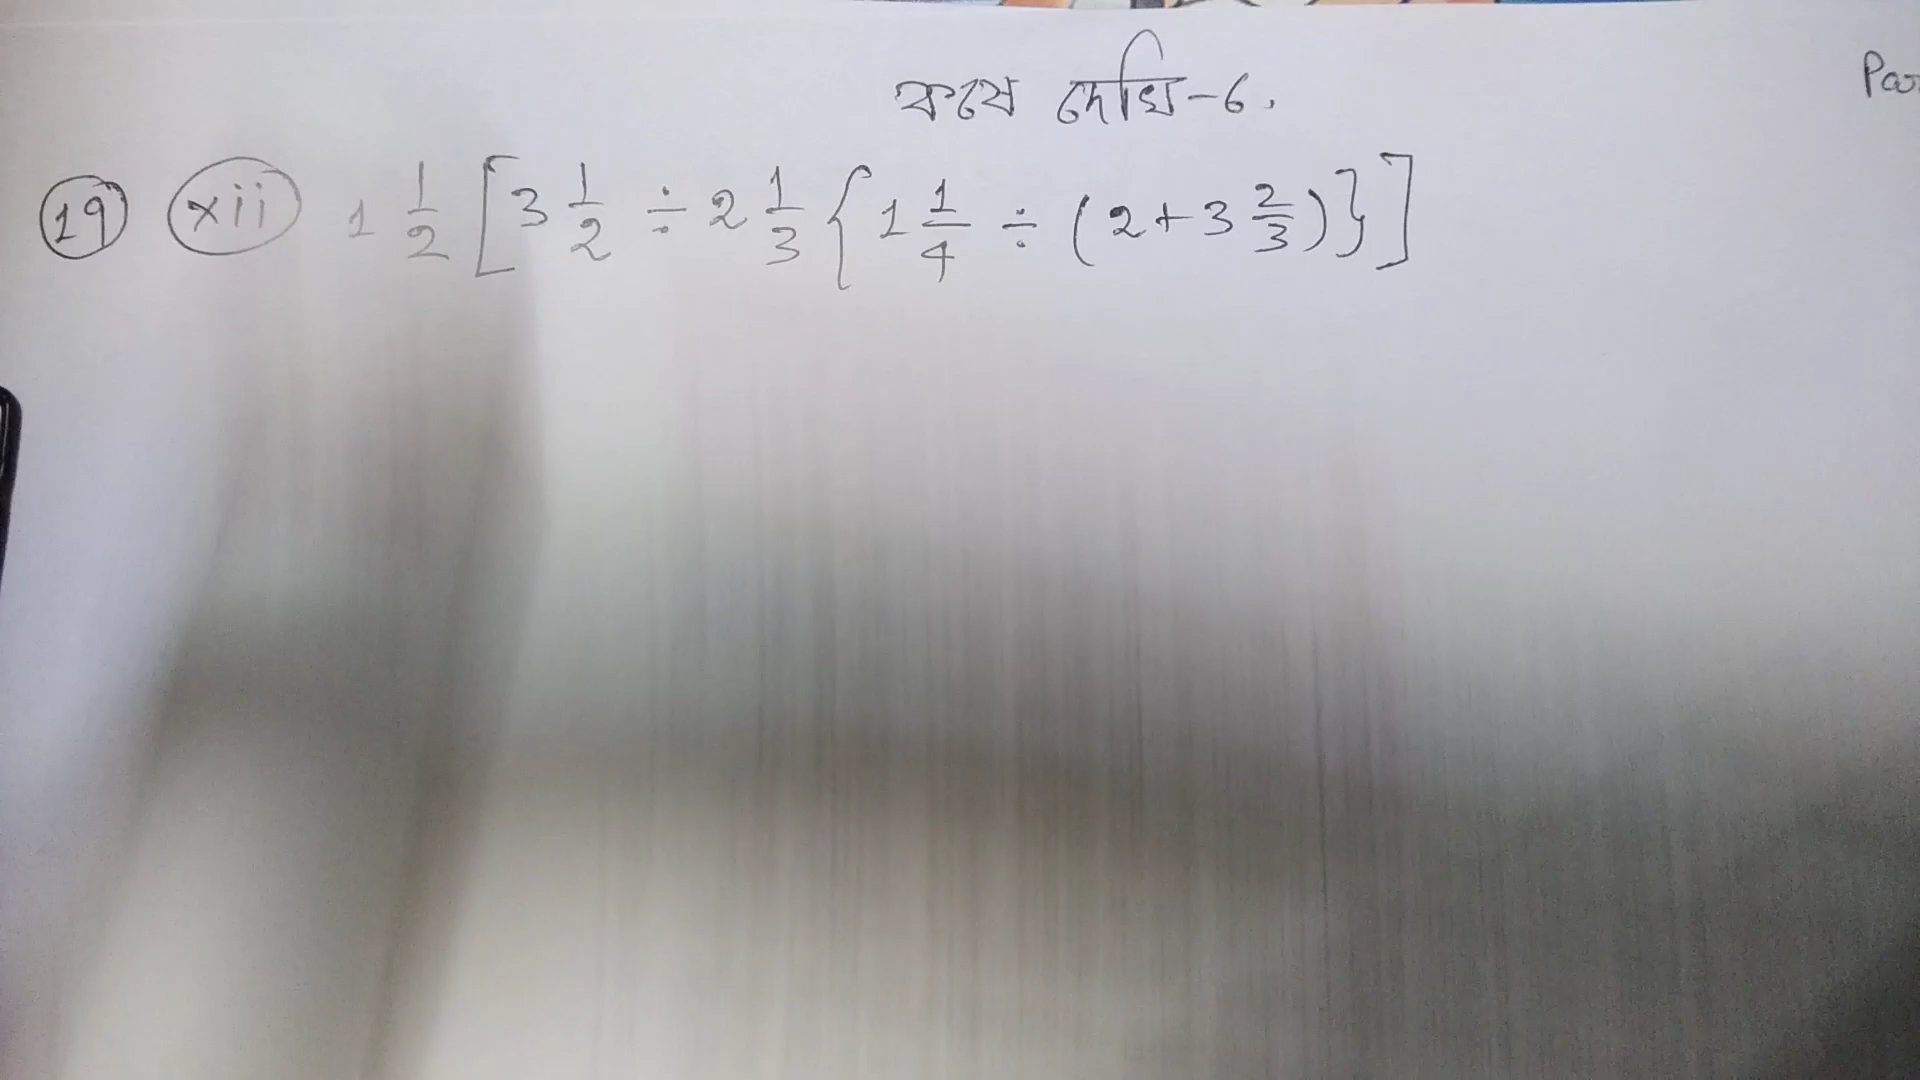 কষে দেখি-6.
Par
19 xii 1 1/2 [3 1/2 ÷ 2 1/3 {1 1/4 ÷ (2+3 2/3)}]